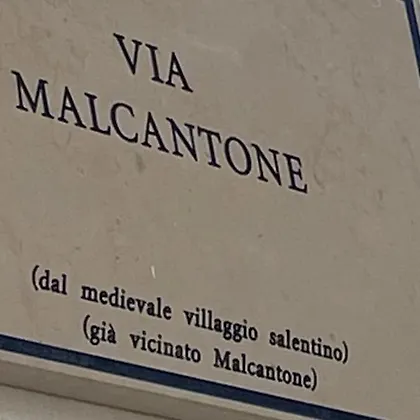 VIA
MALCANTONE
(dal medievale villaggio salentino)
(già vicinato Malcantone)